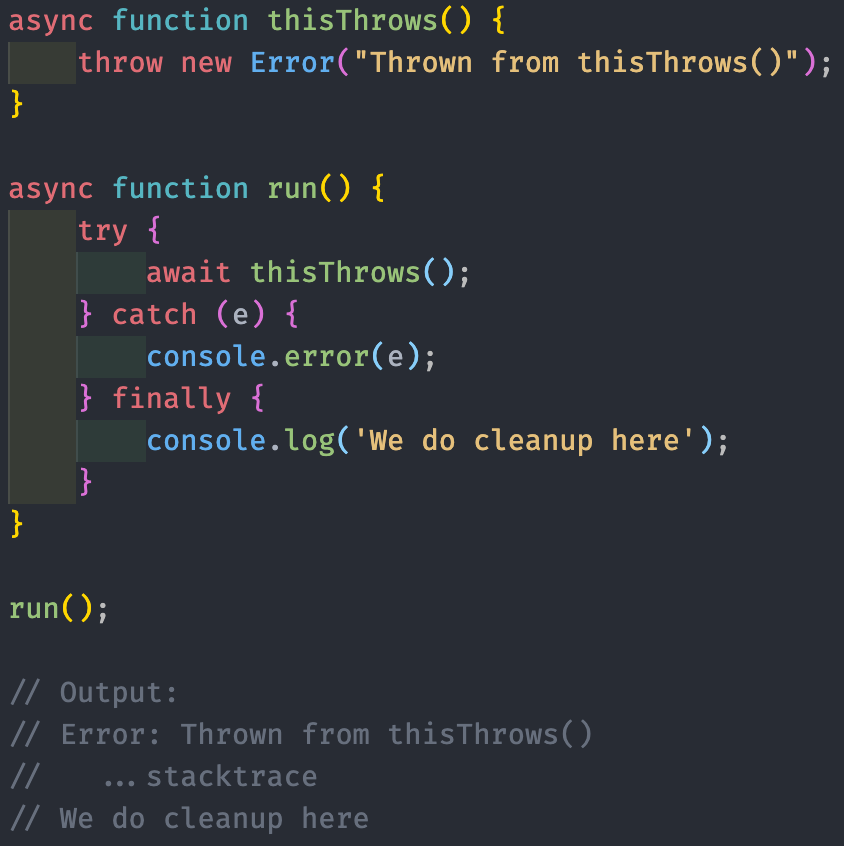 async function thisThrows() {
    throw new Error("Thrown from thisThrows()");
}

async function run() {
    try {
        await thisThrows();
    } catch (e) {
        console.error(e);
    } finally {
        console.log('We do cleanup here');
    }
}

run();

// Output:
// Error: Thrown from thisThrows()
//   ...stacktrace
// We do cleanup here